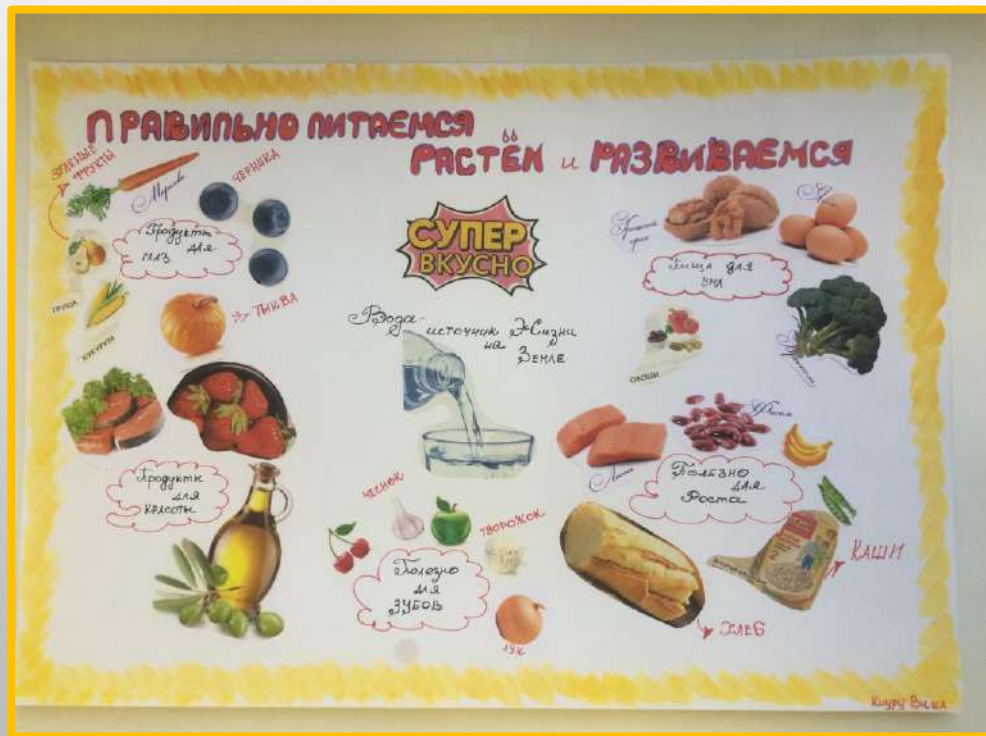 ПРАВИЛЬНО ПИТАЕМСЯ
РАСТЁМ и РАЗВИВАЕМСЯ
ЗЕЛЕНЫЕ
ФРУКТЫ
Морковь
ЧЕРНИКА
Продукты
для
ГЛАЗ
ГРУША
КУКУРУЗА
ТЫКВА
СУПЕР
ВКУСНО
Вода-
источник Жизни
на
Земле
Грецкий
орех
Яйца
Пища для
ума
ОВОЩИ
Брокколи
Продукты
для
Красоты
ЧЕСНОК
ТВОРОЖОК
Полезно
для
ЗУБОВ
ЛУК
Лосось
Фасоль
Полезно
для
Роста
КАШИ
ХЛЕБ